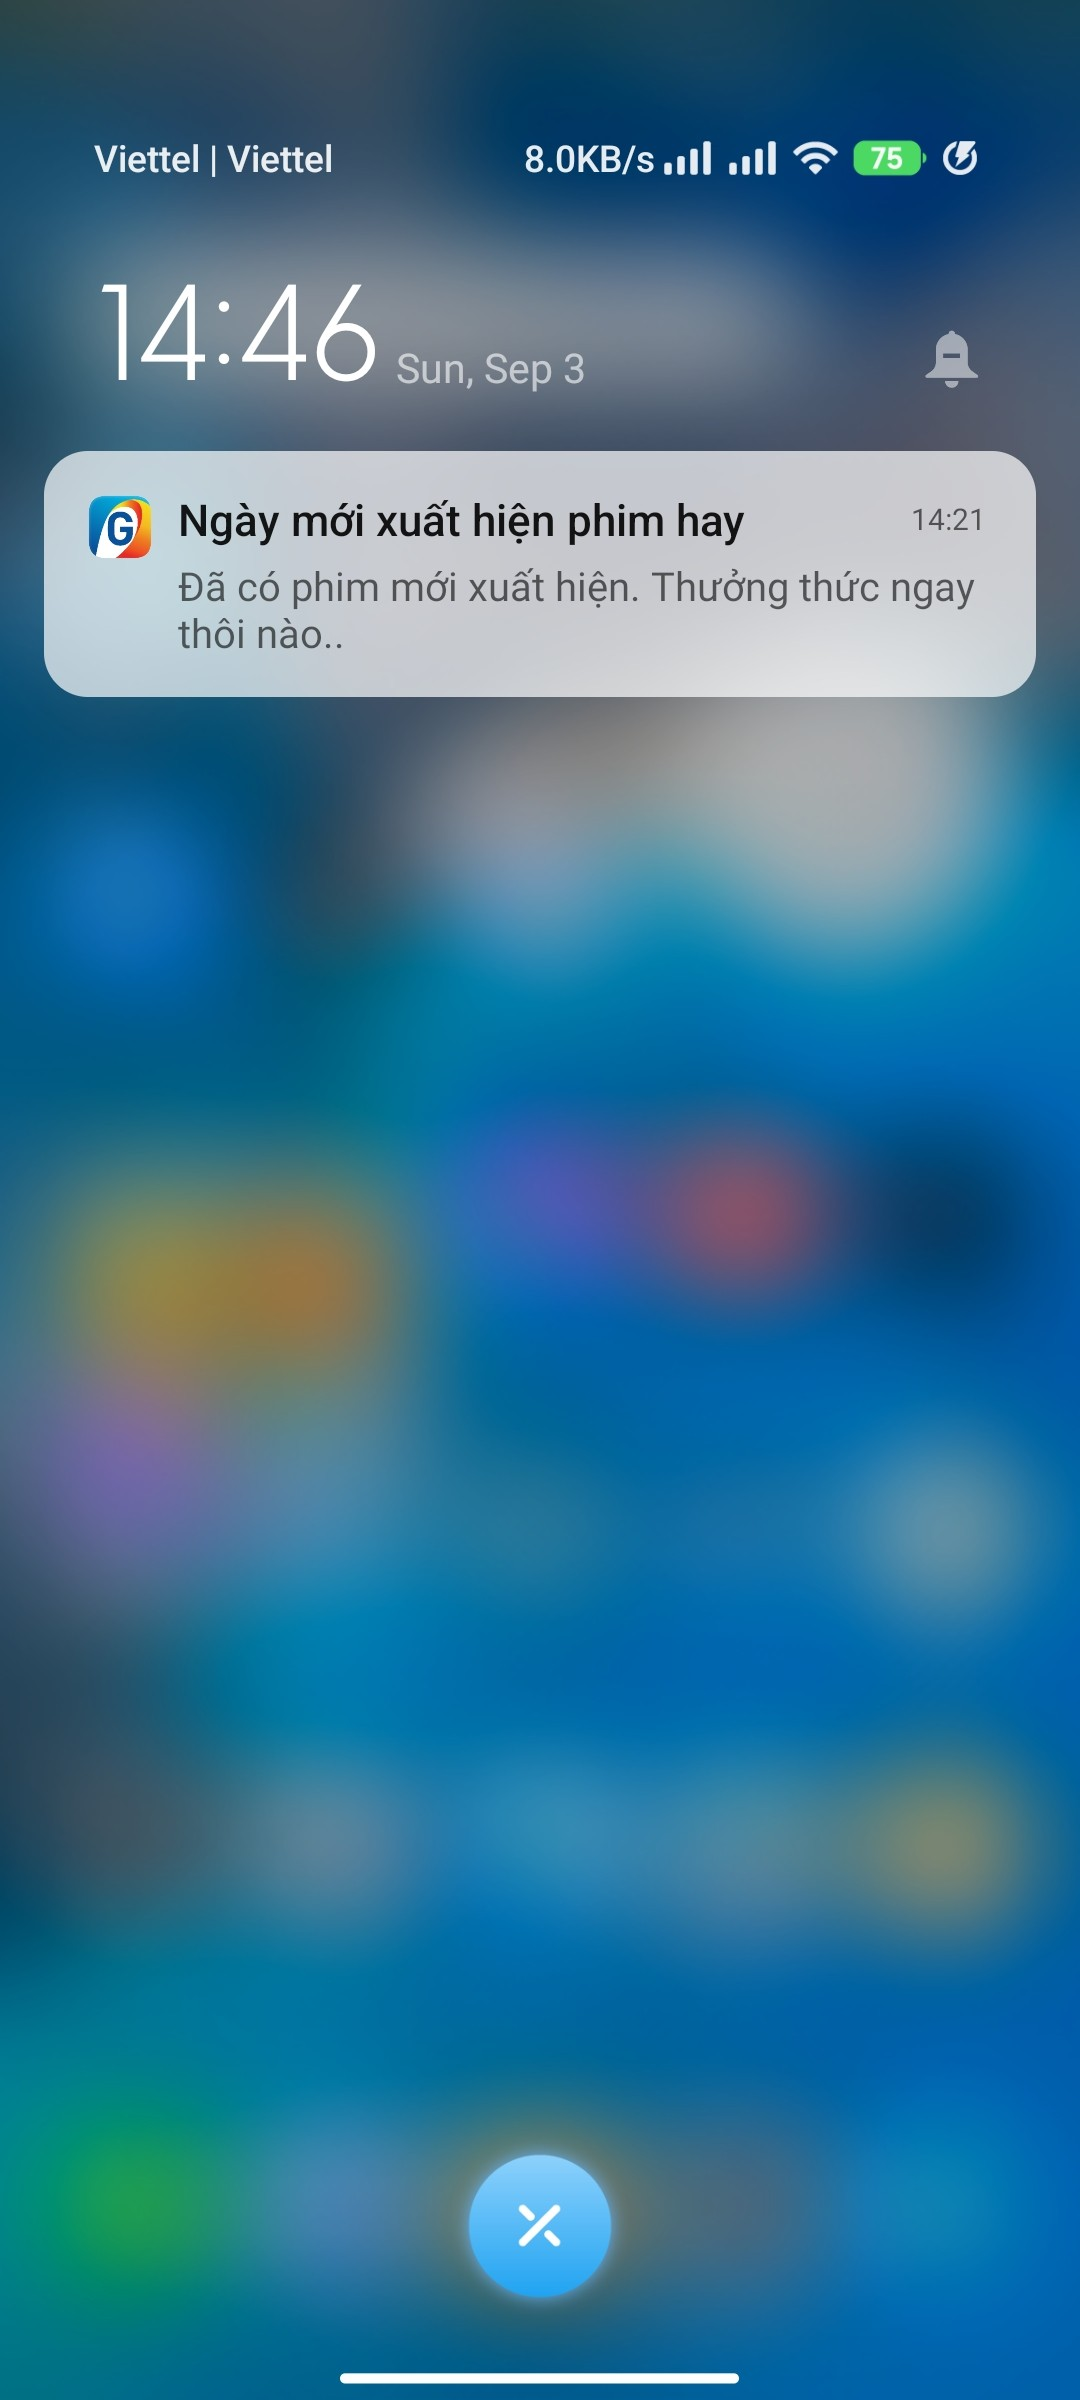 Viettel | Viettel 8.0KB/s 75
14:46 Sun, Sep 3
G
Ngày mới xuất hiện phim hay 14:21
Đã có phim mới xuất hiện. Thưởng thức ngay
thôi nào..